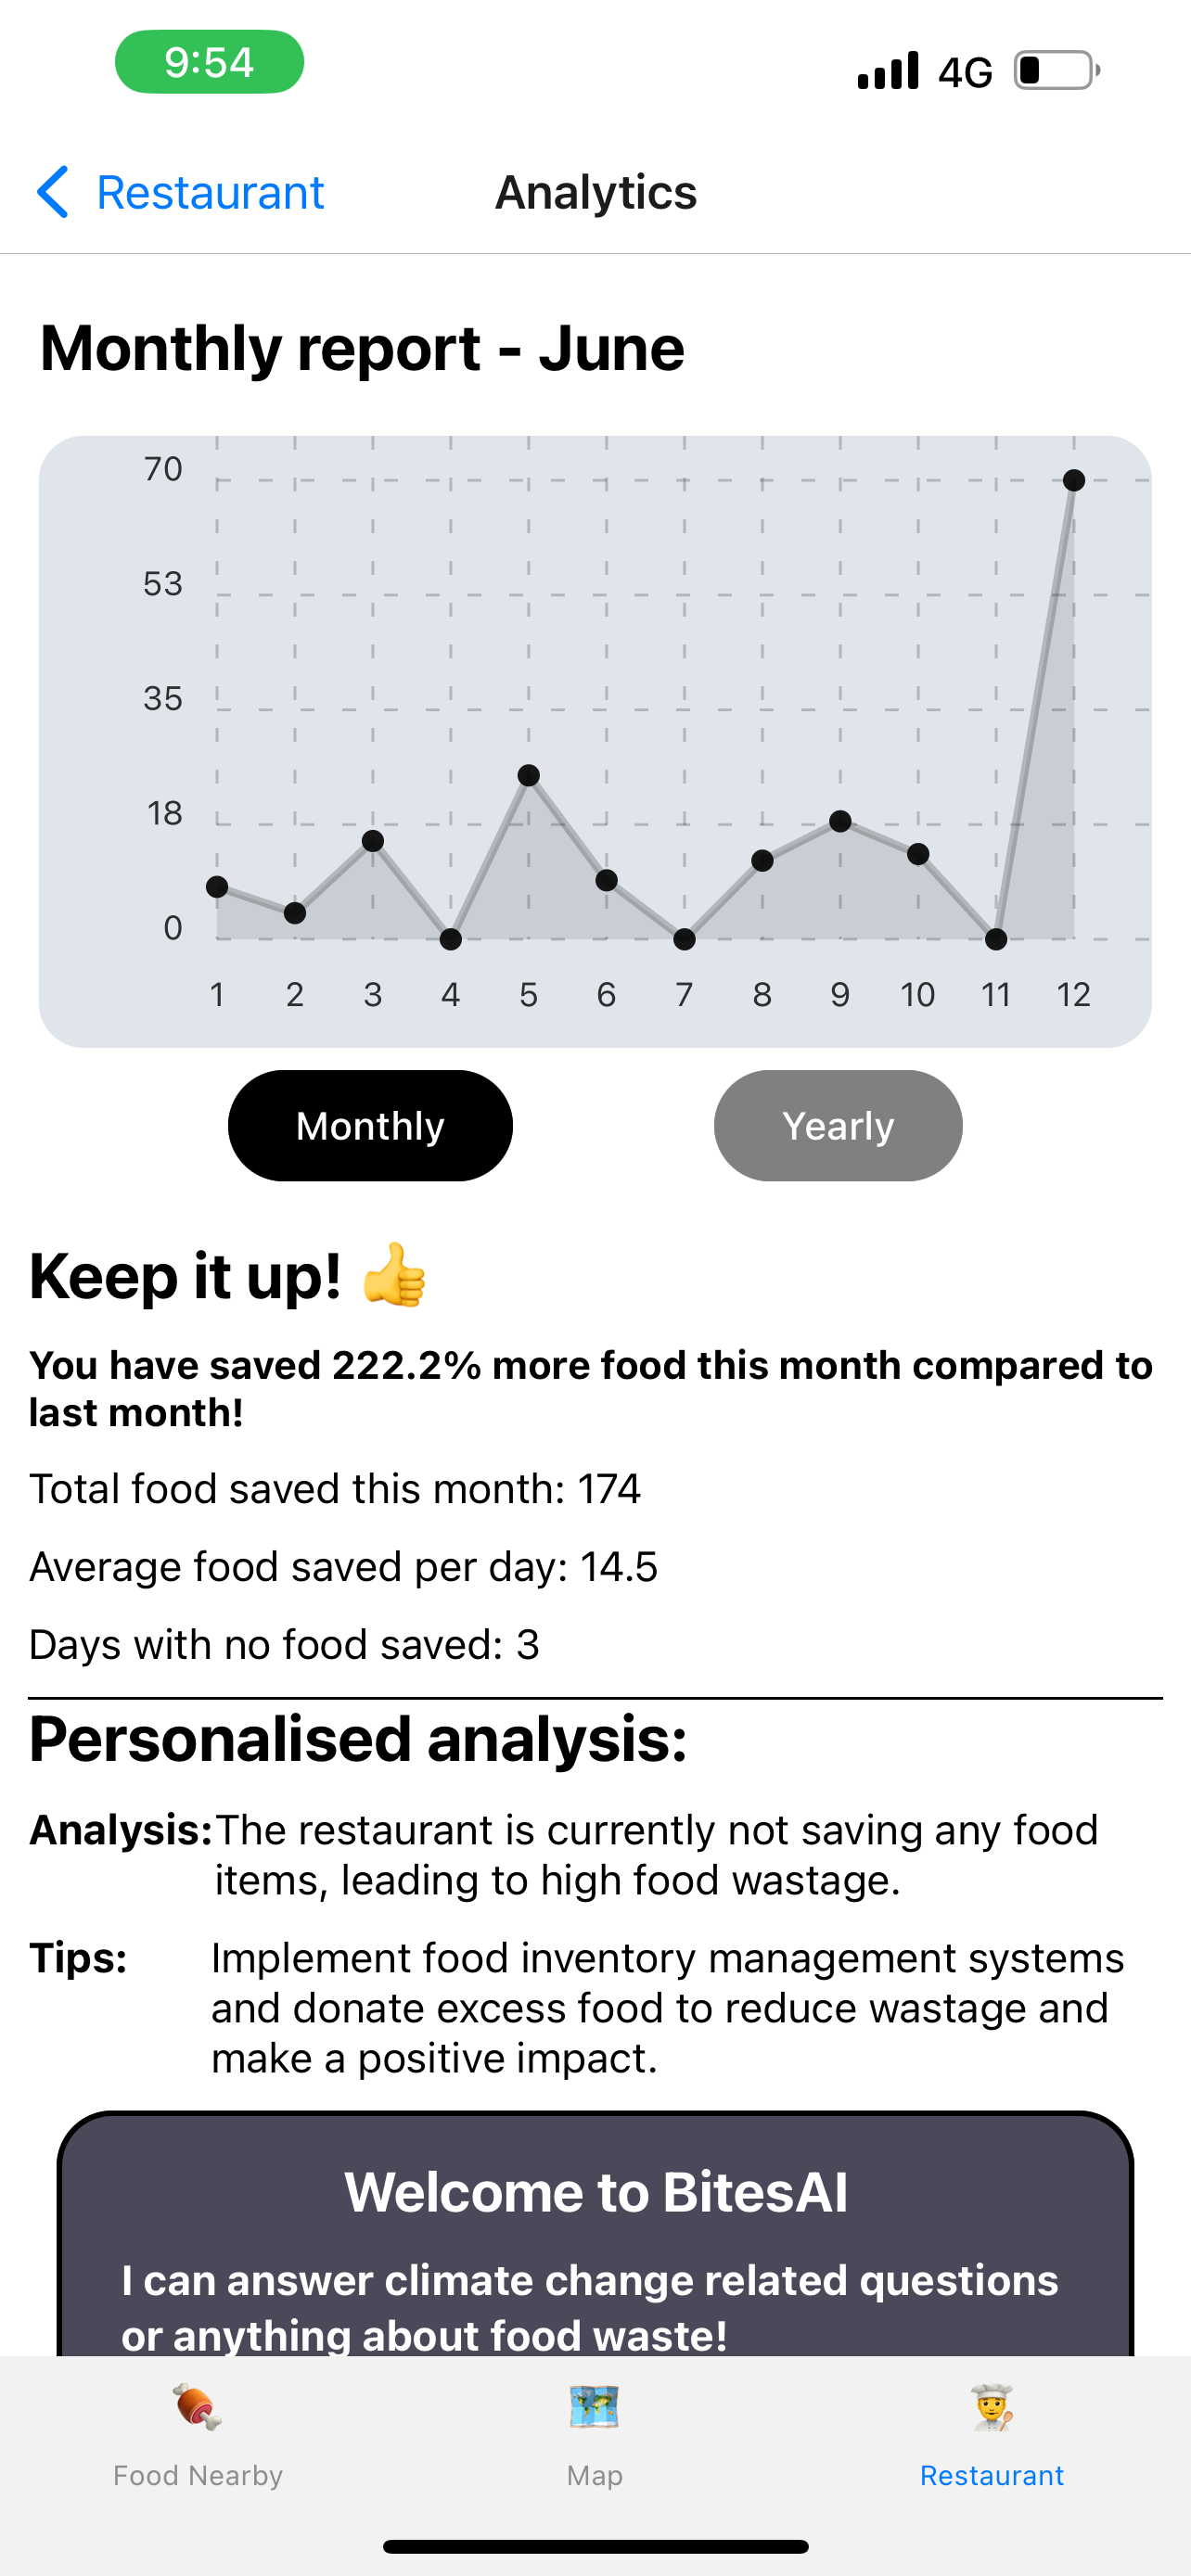 9:54
4G
Restaurant
Analytics
Monthly report - June
70
53
35
18
0
1 2 3 4 5 6 7 8 9 10 11 12
Monthly
Yearly
Keep it up! 👍
You have saved 222.2% more food this month compared to
last month!
Total food saved this month: 174
Average food saved per day: 14.5
Days with no food saved: 3
Personalised analysis:
Analysis: The restaurant is currently not saving any food
items, leading to high food wastage.
Tips: Implement food inventory management systems
and donate excess food to reduce wastage and
make a positive impact.
Welcome to BitesAI
I can answer climate change related questions
or anything about food waste!
Food Nearby
Map
Restaurant